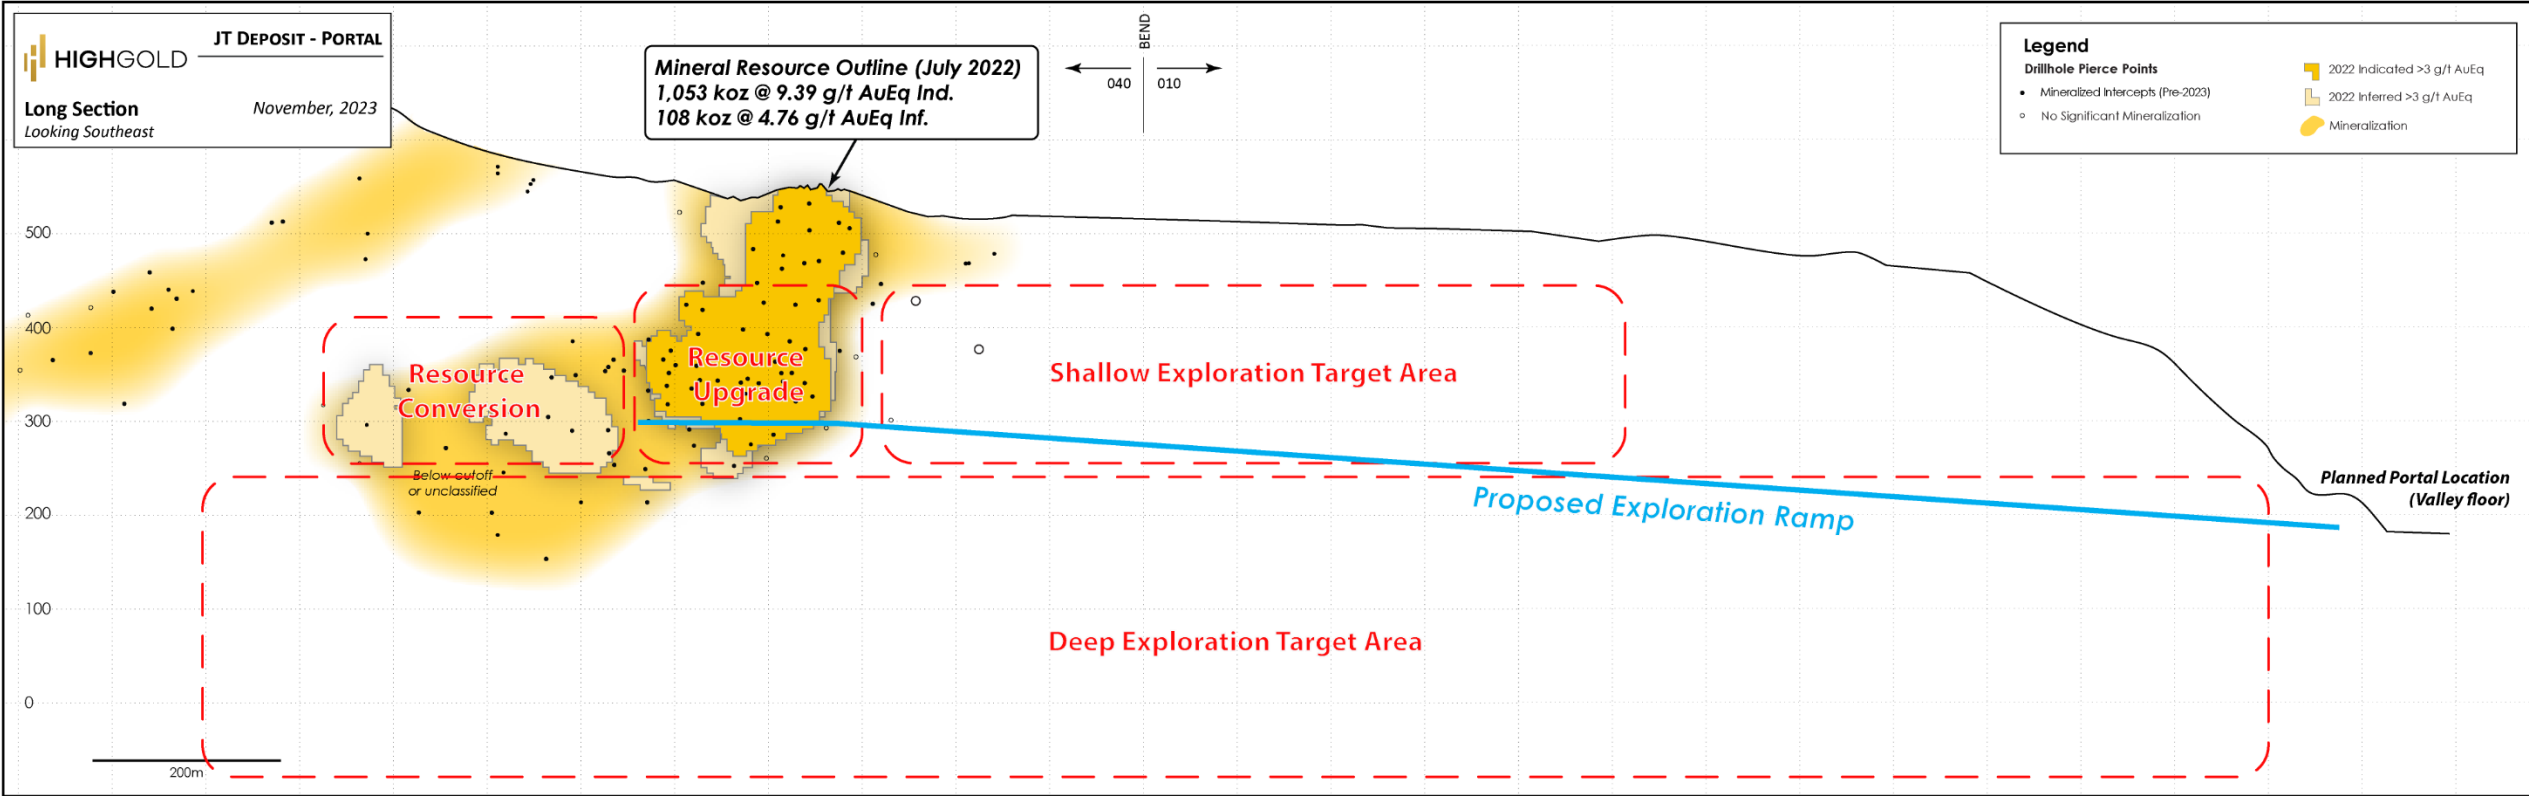 HIGHGOLD
JT DEPOSIT - PORTAL
Long Section
November, 2023
Looking Southeast
Mineral Resource Outline (July 2022)
1,053 koz @ 9.39 g/t AuEq Ind.
108 koz @ 4.76 g/t AuEq Inf.
BEND
040
010
Legend
Drillhole Pierce Points
Mineralized Intercepts (Pre-2023)
No Significant Mineralization
2022 Indicated >3 g/t AuEq
2022 Inferred >3 g/t AuEq
Mineralization
500
400
300
200
100
0
Resource
Conversion
Resource
Upgrade
Shallow Exploration Target Area
Below cutoff
or unclassified
Proposed Exploration Ramp
Planned Portal Location
(Valley floor)
Deep Exploration Target Area
200m